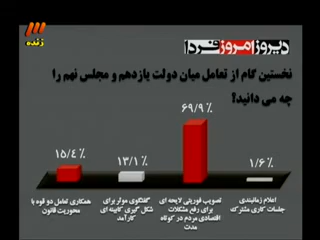 زنده
دیروز امروز فردا
نخستین گام از تعامل میان دولت یازدهم و مجلس نهم را
چه می دانید؟
۱۵/۴ ٪
۱۳/۱ ٪
۶۹/۹ ٪
۱/۶ ٪
همکاری تعامل دو قوه با
محوریت قانون
گفتگوی موثر برای
شکل گیری کابینه ای
کارآمد
تصویب فوریتی لایحه ای
برای رفع مشکلات
اقتصادی مردم در کوتاه
مدت
اعلام زمانبندی
جلسات کاری مشترک